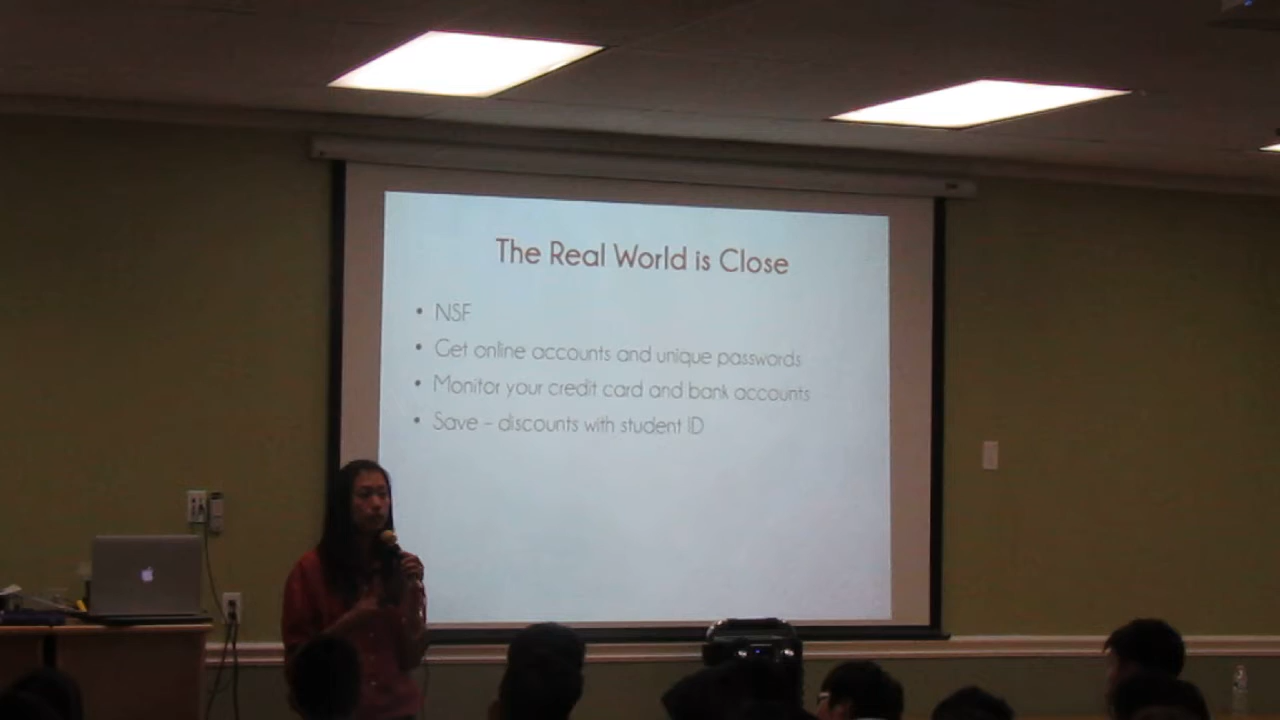 The Real World is Close
• NSF
• Get online accounts and unique passwords
• Monitor your credit card and bank accounts
• Save – discounts with student ID